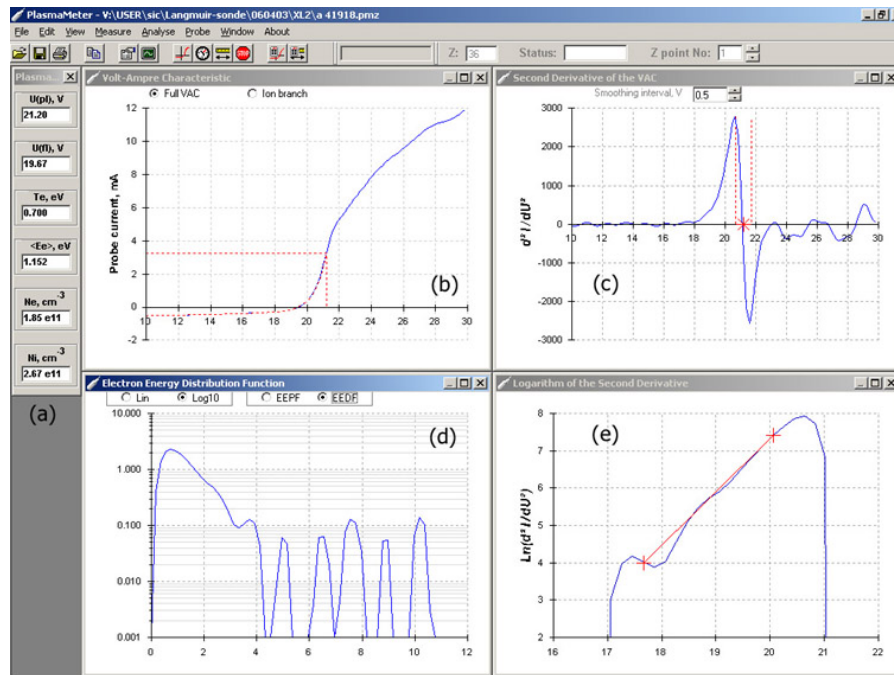 PlasmaMeter - V:\USER\sic\Langmuir-sonde\060403\XL2\a 41918.pmz
File Edit View Measure Analyse Probe Window About
STOP Z: 36 Status: Z point No: 1
Plasma...
U(pl), V
21.20
U(fl), V
19.67
Te, eV
0.700
<Ee>, eV
1.152
Ne, cm-3
1.85 e11
Ni, cm-3
2.67 e11
(a)
Volt-Ampre Characteristic
Full VAC Ion branch
Probe current, mA
12
10
8
6
4
2
0
-2
10 12 14 16 18 20 22 24 26 28 30
(b)
Second Derivative of the VAC
Smoothing interval, V 0.5
d²I/dU²
3000
2000
1000
0
-1000
-2000
-3000
10 12 14 16 18 20 22 24 26 28 30
(c)
Electron Energy Distribution Function
Lin Log10 EEPF EEDF
10.000
1.000
0.100
0.010
0.001
0 2 4 6 8 10 12
(d)
Logarithm of the Second Derivative
Ln(d²I/dU²)
8
7
6
5
4
3
2
16 17 18 19 20 21 22
(e)